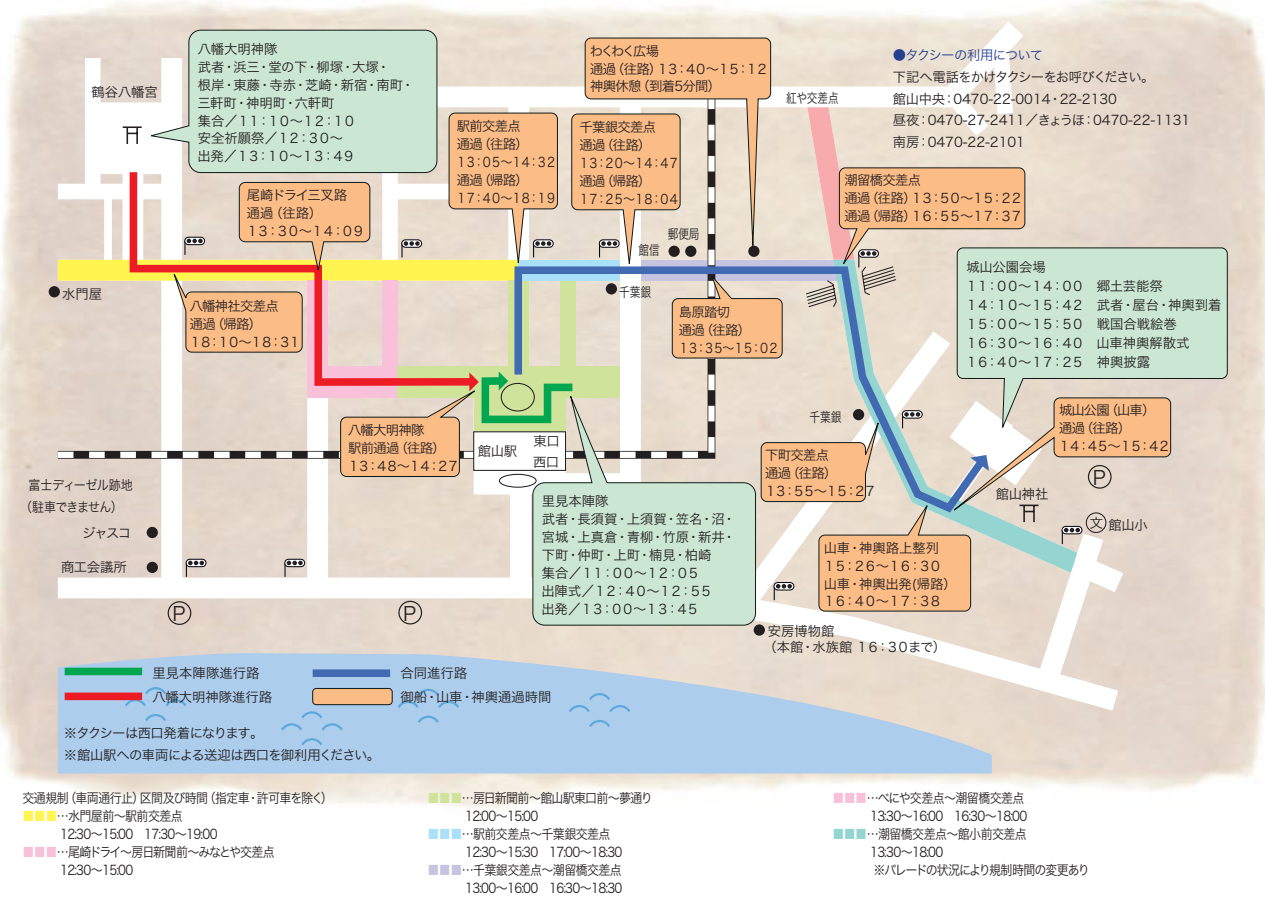 八幡大明神隊
武者・浜三・堂の下・柳塚・大塚・
根岸・東藤・寺赤・芝崎・新宿・南町・
三軒町・神明町・六軒町
集合／11:10～12:10
安全祈願祭／12:30～
出発／13:10～13:49
鶴谷八幡宮
わくわく広場
通過（往路）13:40～15:12
神輿休憩（到着5分間）
●タクシーの利用について
下記へ電話をかけタクシーをお呼びください。
館山中央：0470-22-0014・22-2130
昼夜：0470-27-2411／きょうほ：0470-22-1131
南房：0470-22-2101
紅や交差点
駅前交差点
通過（往路）
13:05～14:32
通過（帰路）
17:40～18:19
千葉銀交差点
通過（往路）
13:20～14:47
通過（帰路）
17:25～18:04
尾崎ドライ三叉路
通過（往路）
13:30～14:09
潮留橋交差点
通過（往路）13:50～15:22
通過（帰路）16:55～17:37
郵便局
館信
城山公園会場
11:00～14:00 郷土芸能祭
14:10～15:42 武者・屋台・神輿到着
15:00～15:50 戦国合戦絵巻
16:30～16:40 山車神輿解散式
16:40～17:25 神輿披露
●水門屋
●千葉銀
八幡神社交差点
通過（帰路）
18:10～18:31
島原踏切
通過（往路）
13:35～15:02
千葉銀●
城山公園（山車）
通過（往路）
14:45～15:42
八幡大明神隊
駅前通過（往路）
13:48～14:27
館山駅
東口
西口
下町交差点
通過（往路）
13:55～15:27
P
富士ディーゼル跡地
（駐車できません）
館山神社
文 館山小
里見本陣隊
武者・長須賀・上須賀・笠名・沼・
宮城・上真倉・青柳・竹原・新井・
下町・仲町・上町・楠見・柏崎
集合／11:00～12:05
出陣式／12:40～12:55
出発／13:00～13:45
ジャスコ ●
商工会議所 ●
山車・神輿路上整列
15:26～16:30
山車・神輿出発(帰路)
16:40～17:38
P
P
●安房博物館
（本館・水族館 16:30まで）
里見本陣隊進行路
合同進行路
八幡大明神隊進行路
御船・山車・神輿通過時間
※タクシーは西口発着になります。
※館山駅への車両による送迎は西口を御利用ください。
交通規制（車両通行止）区間及び時間（指定車・許可車を除く）
■■■…水門屋前～駅前交差点
12:30～15:00 17:30～19:00
■■■…尾崎ドライ～房日新聞前～みなとや交差点
12:30～15:00
■■■…房日新聞前～館山駅東口前～夢通り
12:00～15:00
■■■…駅前交差点～千葉銀交差点
12:30～15:30 17:00～18:30
■■■…千葉銀交差点～潮留橋交差点
13:00～16:00 16:30～18:30
■■■…べにや交差点～潮留橋交差点
13:30～16:00 16:30～18:00
■■■…潮留橋交差点～館小前交差点
13:30～18:00
※パレードの状況により規制時間の変更あり